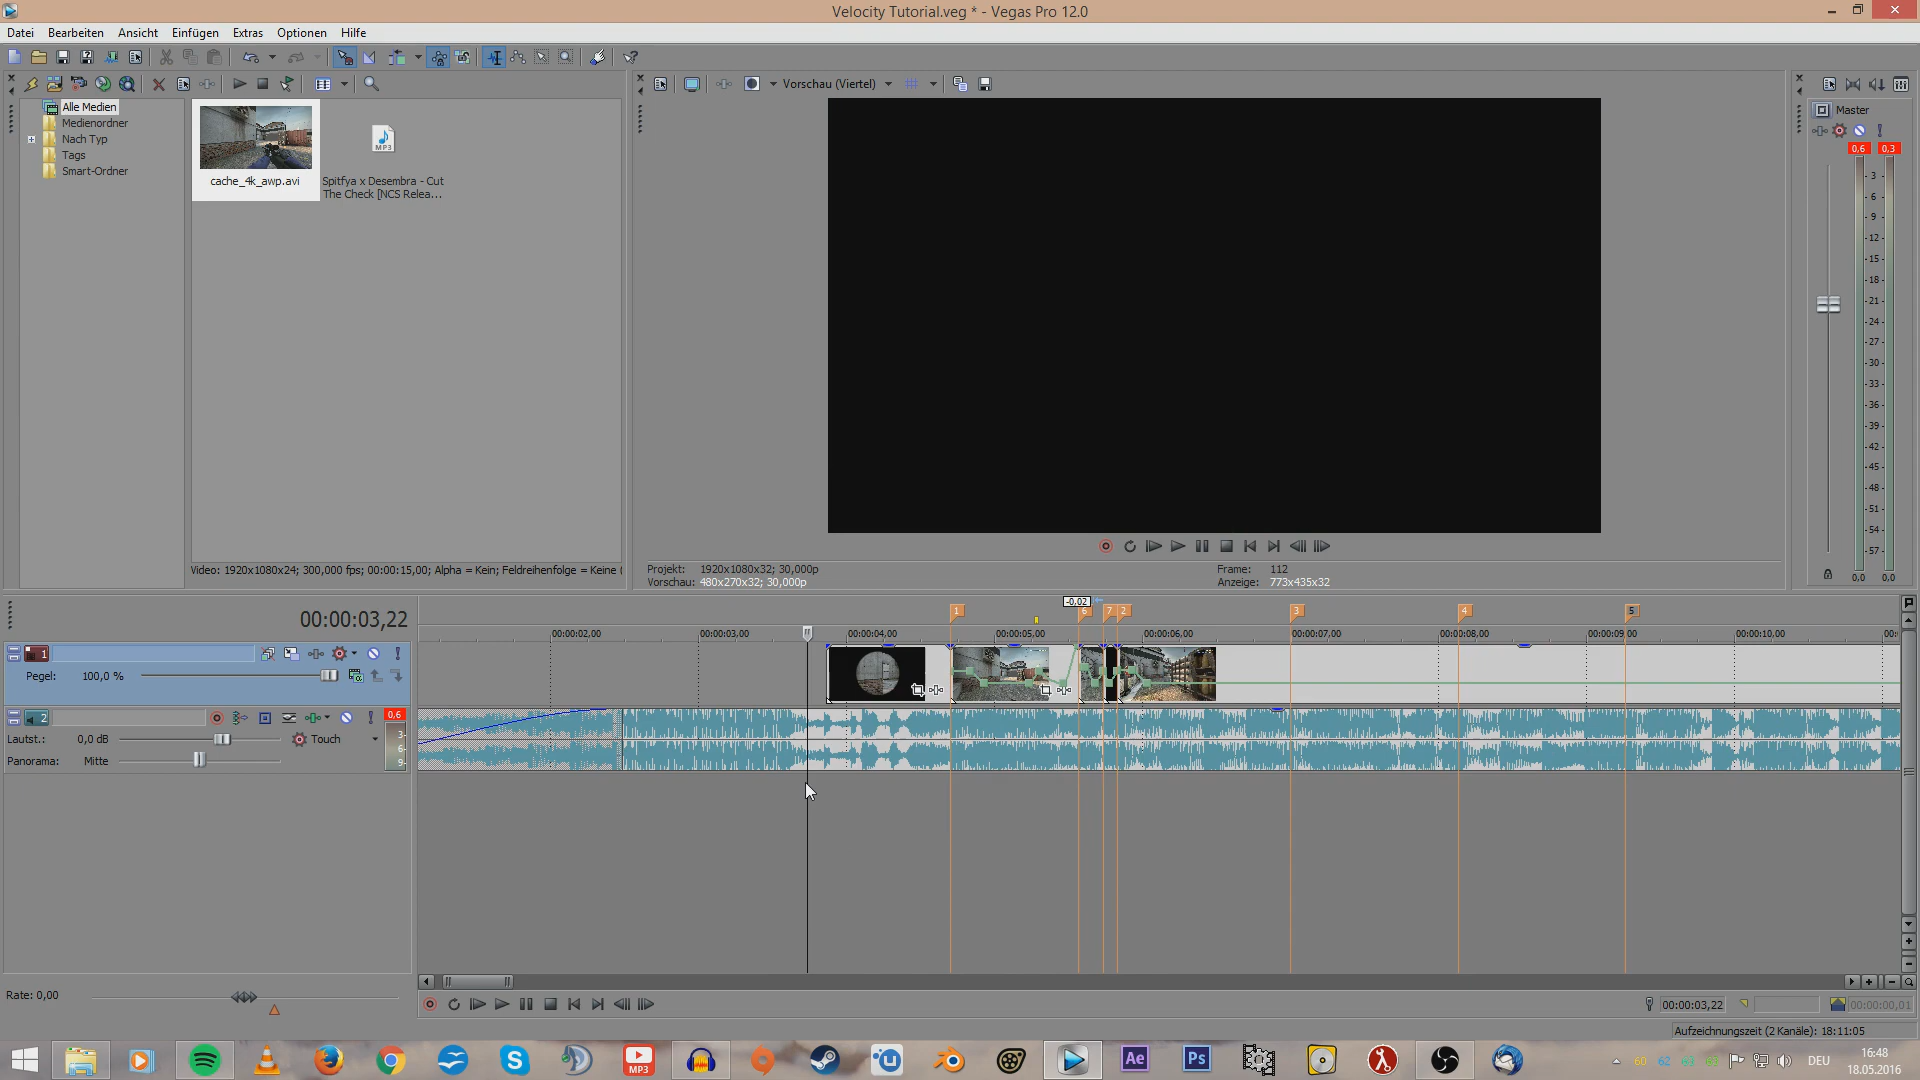 Velocity Tutorial.veg * - Vegas Pro 12.0
Datei Bearbeiten Ansicht Einfügen Extras Optionen Hilfe
Alle Medien
Medienordner
Nach Typ
Tags
Smart-Ordner
cache_4k_awp.avi
MP3
Spitfya x Desembra - Cut
The Check [NCS Relea...
Video: 1920x1080x24; 300,000 fps; 00:00:15,00; Alpha = Kein; Feldreihenfolge = Keine (
Vorschau (Viertel)
Projekt: 1920x1080x32; 30,000p
Vorschau: 480x270x32; 30,000p
Frame: 112
Anzeige: 773x435x32
Master
0,6 0,3
3
6
9
12
15
18
21
24
27
30
33
36
39
42
45
48
51
54
57
0,0 0,0
00:00:03,22
-0,02
1 6 7 2 3 4 5
00:00:02,00 00:00:03,00 00:00:04,00 00:00:05,00 00:00:06,00 00:00:07,00 00:00:08,00 00:00:09,00 00:00:10,00
1
Pegel: 100,0 %
2
0,6
Lautst.: 0,0 dB Touch
3
6
9
Panorama: Mitte
Rate: 0,00
00:00:03,22
00:00:00,01
Aufzeichnungszeit (2 Kanäle): 18:11:05
MP3
Ae
Ps
60 62
DEU
16:48
18.05.2016